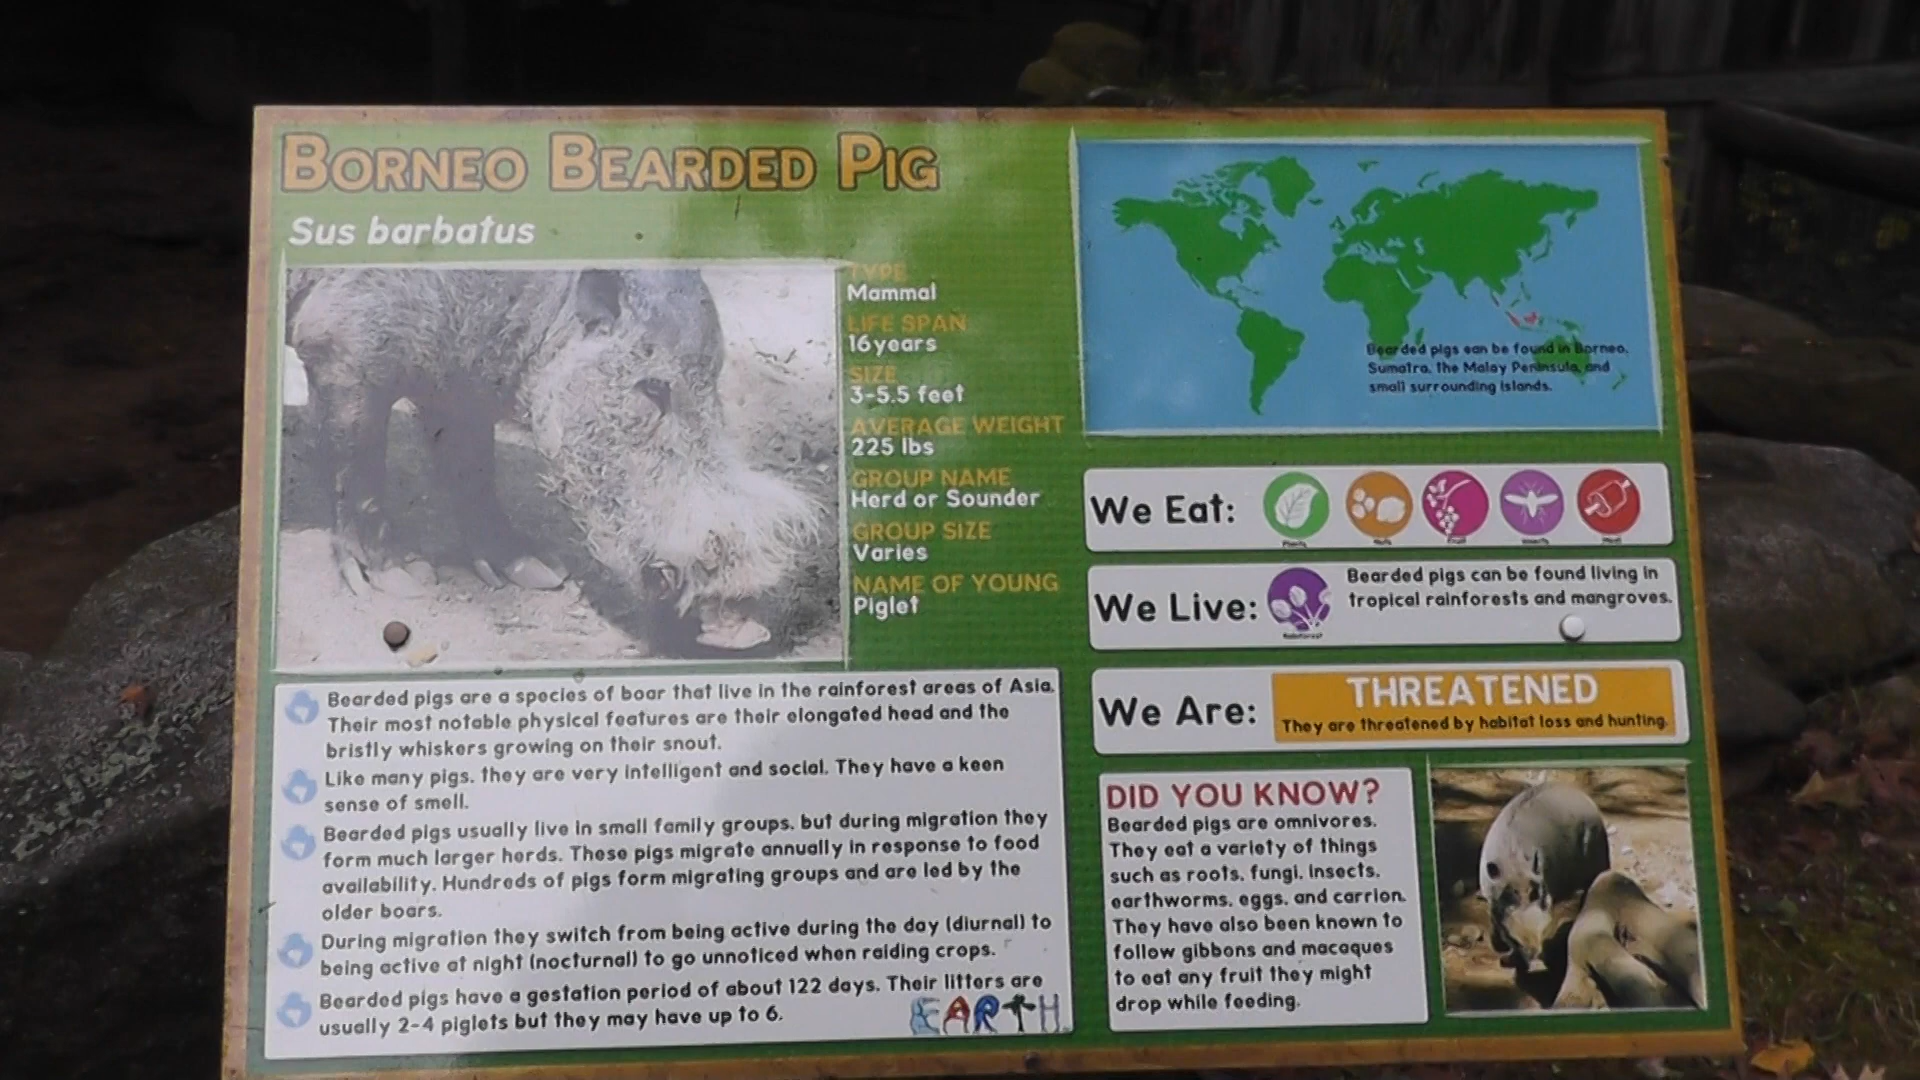 BORNEO BEARDED PIG
Sus barbatus
TYPE
Mammal
LIFE SPAN
16years
SIZE
3-5.5 feet
AVERAGE WEIGHT
225 lbs
GROUP NAME
Herd or Sounder
GROUP SIZE
Varies
NAME OF YOUNG
Piglet
Bearded pigs are a species of boar that live in the rainforest areas of Asia.
Their most notable physical features are their elongated head and the
bristly whiskers growing on their snout.
Like many pigs, they are very intelligent and social. They have a keen
sense of smell.
Bearded pigs usually live in small family groups, but during migration they
form much larger herds. These pigs migrate annually in response to food
availability. Hundreds of pigs form migrating groups and are led by the
older boars.
During migration they switch from being active during the day (diurnal) to
being active at night (nocturnal) to go unnoticed when raiding crops.
Bearded pigs have a gestation period of about 122 days. Their litters are
usually 2-4 piglets but they may have up to 6.
EARTH
Bearded pigs can be found in Borneo,
Sumatra, the Malay Peninsula, and
small surrounding islands.
We Eat:
Plants Nuts Fruit Insects Meat
We Live:
Rainforest
Bearded pigs can be found living in
tropical rainforests and mangroves.
We Are:
THREATENED
They are threatened by habitat loss and hunting.
DID YOU KNOW?
Bearded pigs are omnivores.
They eat a variety of things
such as roots, fungi, insects,
earthworms, eggs, and carrion.
They have also been known to
follow gibbons and macaques
to eat any fruit they might
drop while feeding.